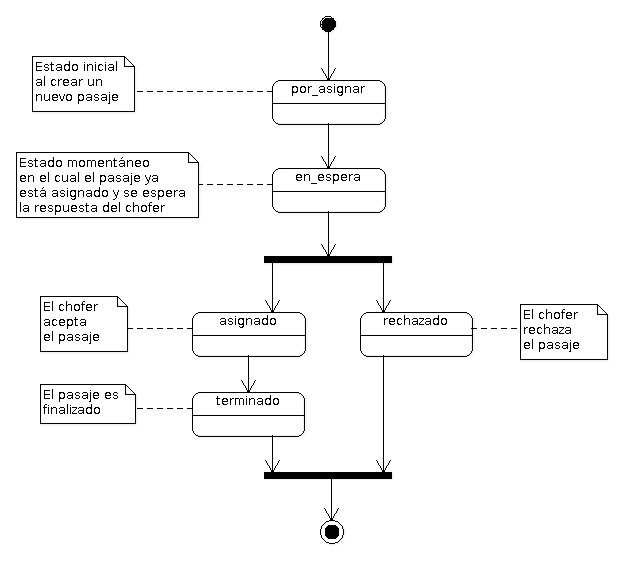 Estado inicial
al crear un
nuevo pasaje
por_asignar
Estado momentáneo
en el cual el pasaje ya
está asignado y se espera
la respuesta del chofer
en_espera
El chofer
acepta
el pasaje
asignado
rechazado
El chofer
rechaza
el pasaje
El pasaje es
finalizado
terminado